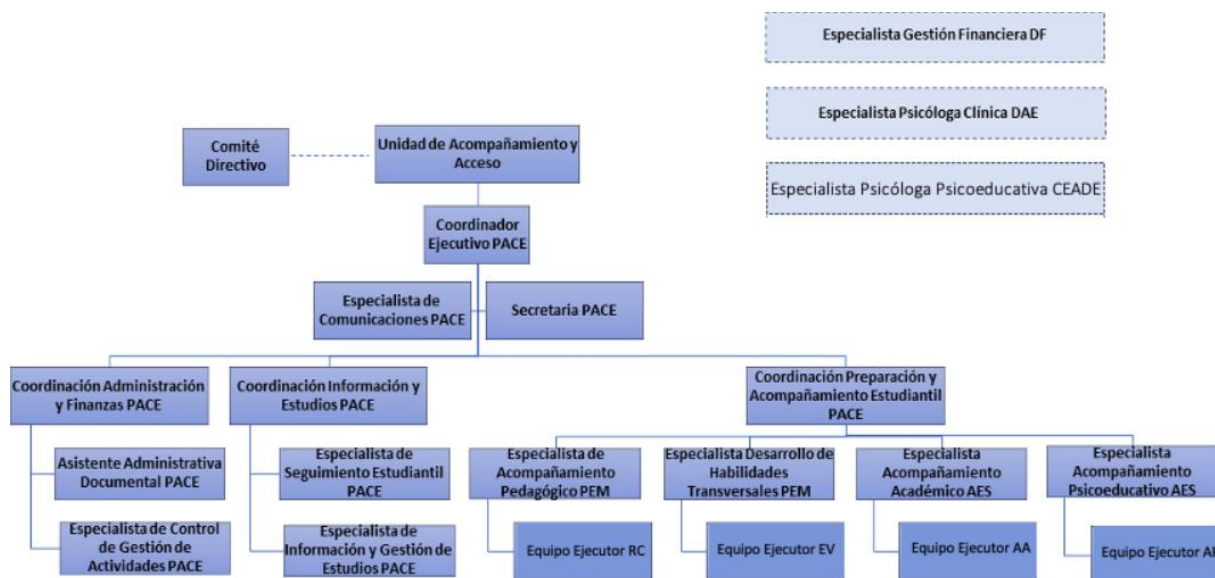 Especialista Gestión Financiera DF
Especialista Psicóloga Clínica DAE
Especialista Psicóloga Psicoeducativa CEADE
Comité
Directivo
Unidad de Acompañamiento y
Acceso
Coordinador
Ejecutivo PACE
Especialista de
Comunicaciones PACE
Secretaria PACE
Coordinación Administración
y Finanzas PACE
Coordinación Información y
Estudios PACE
Coordinación Preparación y
Acompañamiento Estudiantil
PACE
Asistente Administrativa
Documental PACE
Especialista de
Seguimiento Estudiantil
PACE
Especialista de
Acompañamiento
Pedagógico PEM
Especialista Desarrollo de
Habilidades
Transversales PEM
Especialista
Acompañamiento
Académico AES
Especialista
Acompañamiento
Psicoeducativo AES
Especialista de Control
de Gestión de
Actividades PACE
Especialista de
Información y Gestión de
Estudios PACE
Equipo Ejecutor RC
Equipo Ejecutor EV
Equipo Ejecutor AA
Equipo Ejecutor